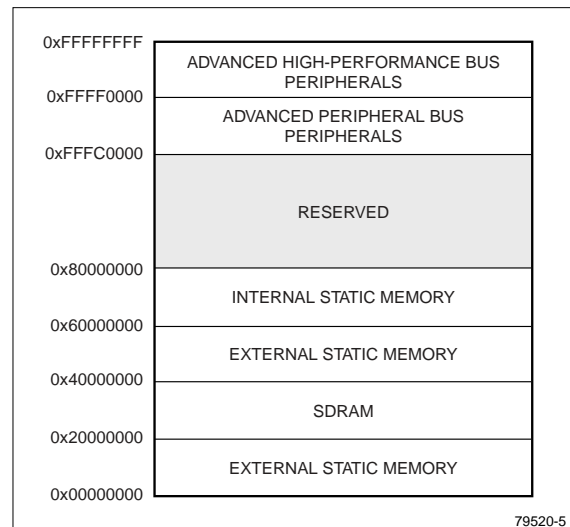 0xFFFFFFFF
ADVANCED HIGH-PERFORMANCE BUS
PERIPHERALS
0xFFFF0000
ADVANCED PERIPHERAL BUS
PERIPHERALS
0xFFFC0000
RESERVED
0x80000000
INTERNAL STATIC MEMORY
0x60000000
EXTERNAL STATIC MEMORY
0x40000000
SDRAM
0x20000000
EXTERNAL STATIC MEMORY
0x00000000
79520-5